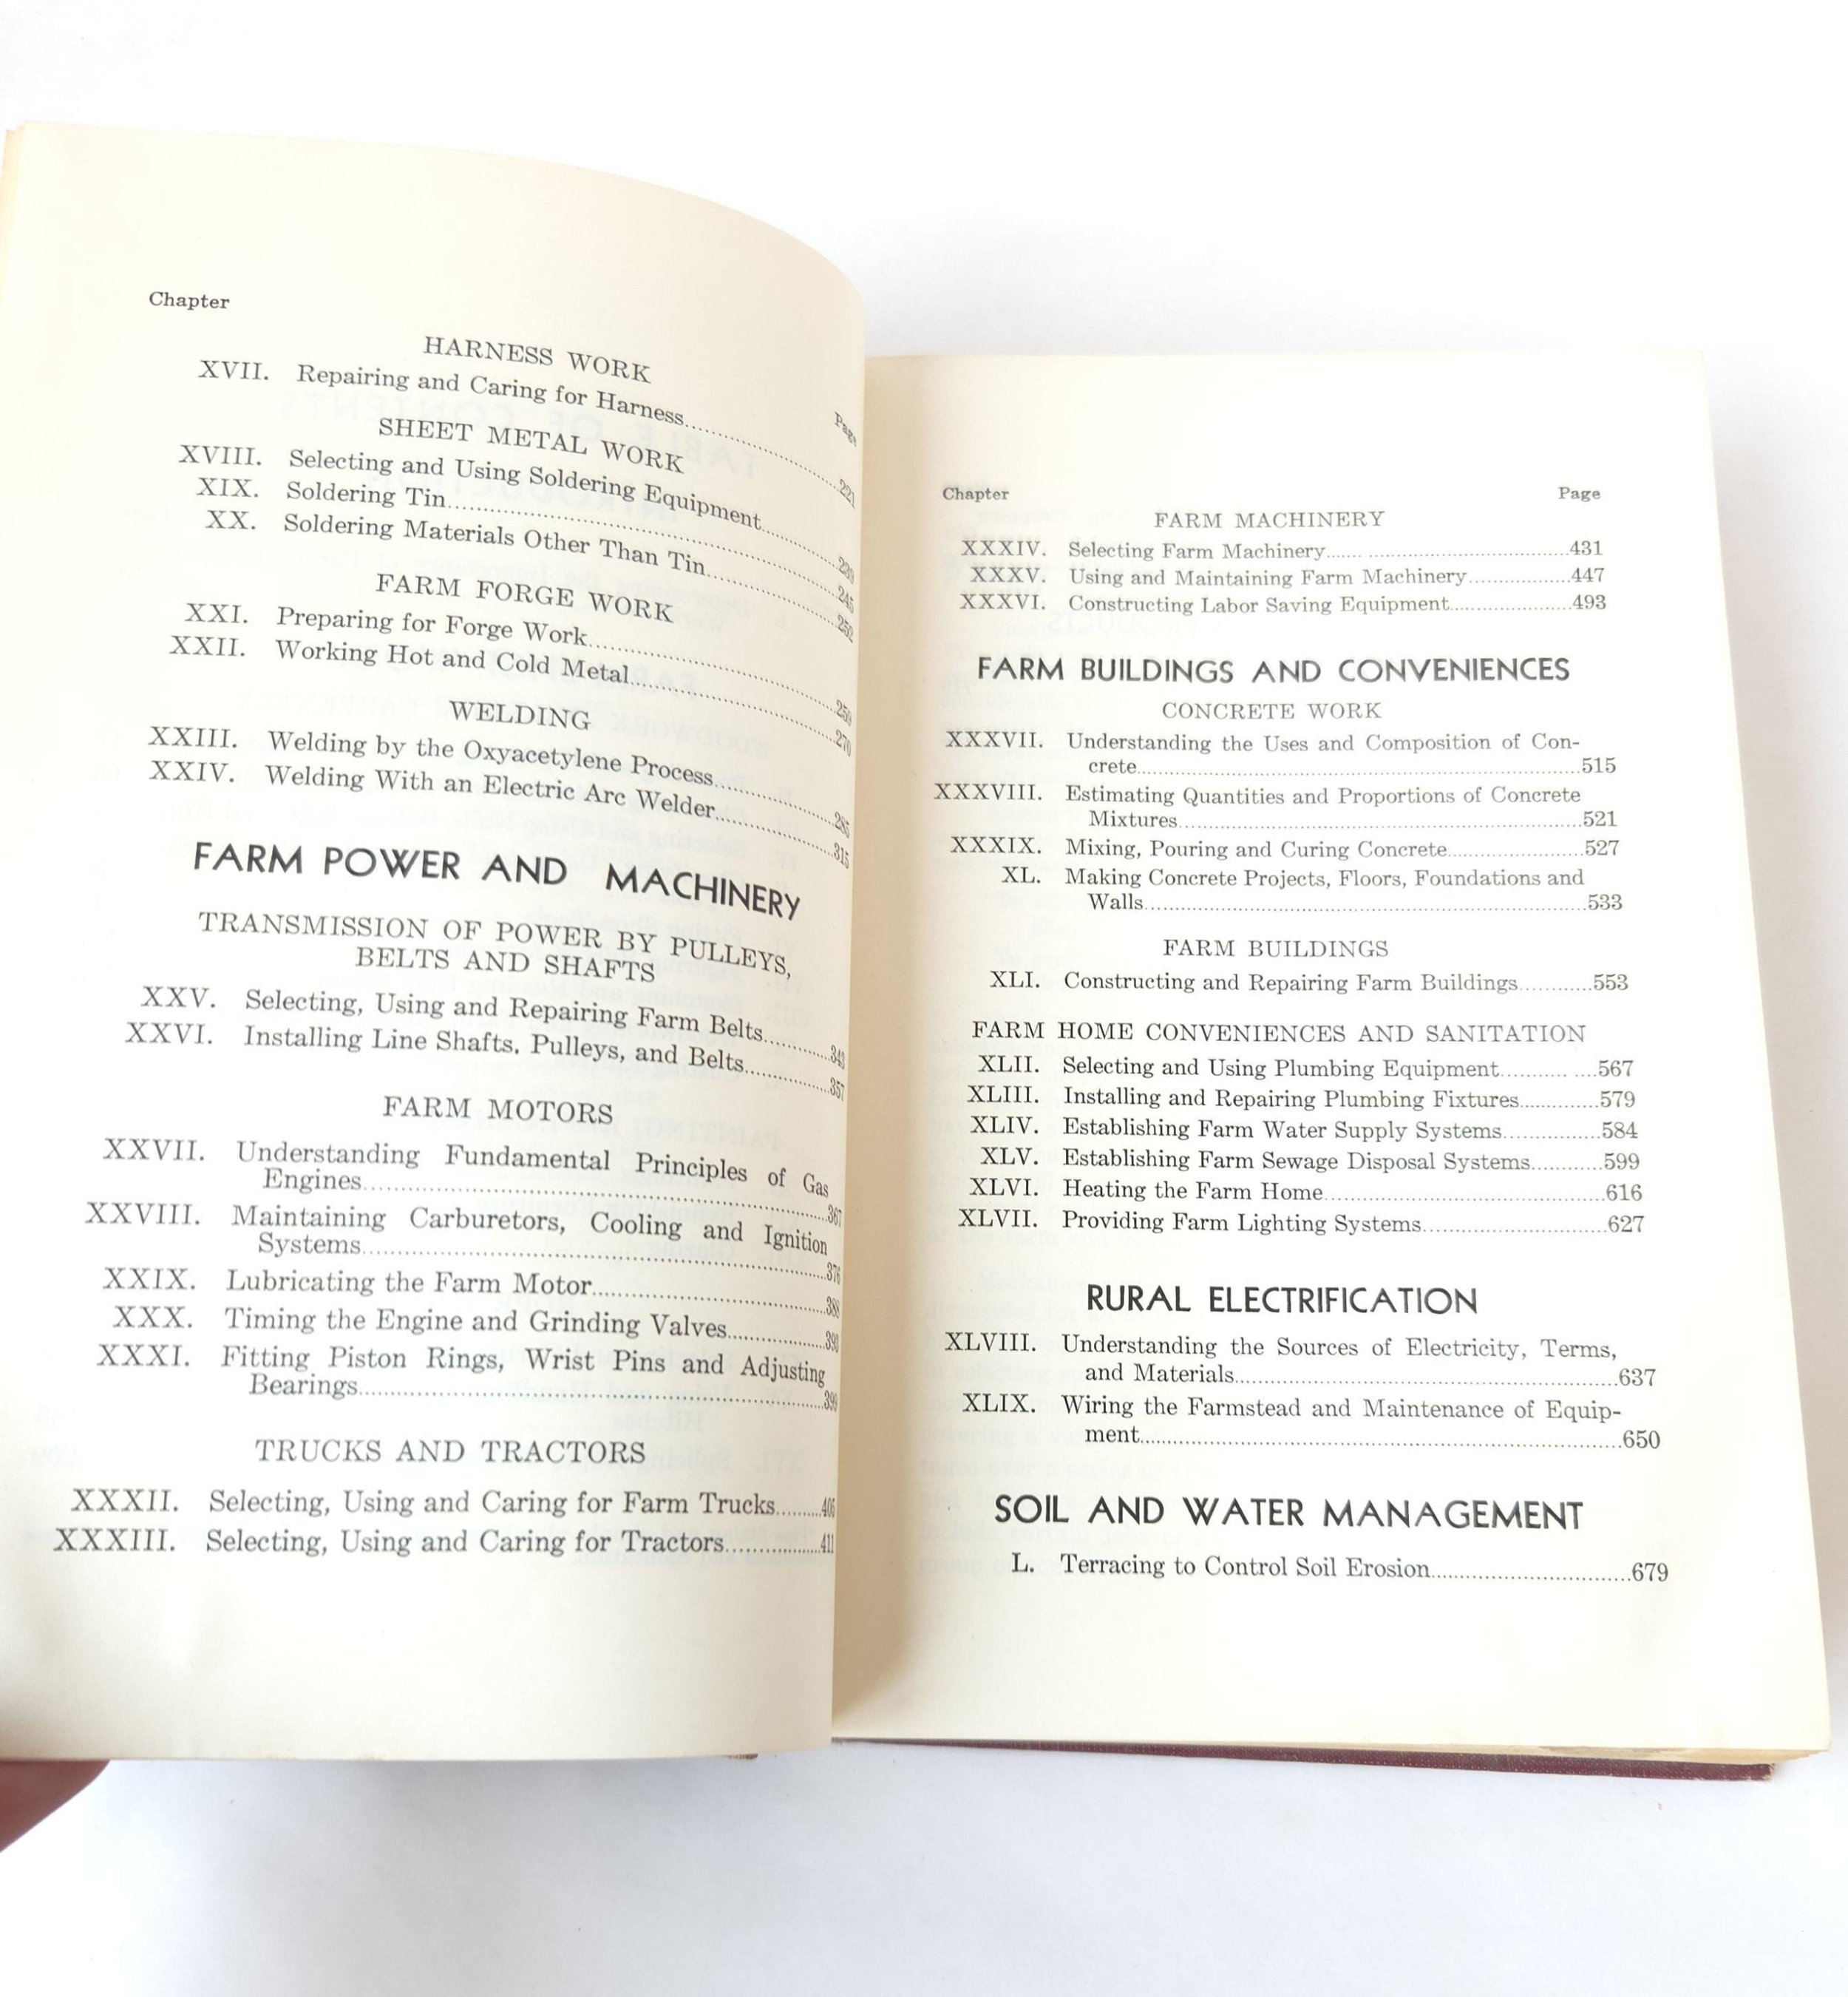 Chapter
Page
HARNESS WORK
XVII. Repairing and Caring for Harness 221
SHEET METAL WORK
XVIII. Selecting and Using Soldering Equipment 239
XIX. Soldering Tin 245
XX. Soldering Materials Other Than Tin 252
FARM FORGE WORK
XXI. Preparing for Forge Work 259
XXII. Working Hot and Cold Metal 270
WELDING
XXIII. Welding by the Oxyacetylene Process 285
XXIV. Welding With an Electric Arc Welder 315
FARM POWER AND MACHINERY
TRANSMISSION OF POWER BY PULLEYS,
BELTS AND SHAFTS
XXV. Selecting, Using and Repairing Farm Belts 343
XXVI. Installing Line Shafts, Pulleys, and Belts 357
FARM MOTORS
XXVII. Understanding Fundamental Principles of Gas
Engines 367
XXVIII. Maintaining Carburetors, Cooling and Ignition
Systems 376
XXIX. Lubricating the Farm Motor
XXX. Timing the Engine and Grinding Valves
XXXI. Fitting Piston Rings, Wrist Pins and Adjusting
Bearings 399
TRUCKS AND TRACTORS
XXXII. Selecting, Using and Caring for Farm Trucks 406
XXXIII. Selecting, Using and Caring for Tractors 411
Chapter Page
FARM MACHINERY
XXXIV. Selecting Farm Machinery 431
XXXV. Using and Maintaining Farm Machinery 447
XXXVI. Constructing Labor Saving Equipment 493
FARM BUILDINGS AND CONVENIENCES
CONCRETE WORK
XXXVII. Understanding the Uses and Composition of Con-
crete 515
XXXVIII. Estimating Quantities and Proportions of Concrete
Mixtures 521
XXXIX. Mixing, Pouring and Curing Concrete 527
XL. Making Concrete Projects, Floors, Foundations and
Walls 533
FARM BUILDINGS
XLI. Constructing and Repairing Farm Buildings 553
FARM HOME CONVENIENCES AND SANITATION
XLII. Selecting and Using Plumbing Equipment 567
XLIII. Installing and Repairing Plumbing Fixtures 579
XLIV. Establishing Farm Water Supply Systems 584
XLV. Establishing Farm Sewage Disposal Systems 599
XLVI. Heating the Farm Home 616
XLVII. Providing Farm Lighting Systems 627
RURAL ELECTRIFICATION
XLVIII. Understanding the Sources of Electricity, Terms,
and Materials 637
XLIX. Wiring the Farmstead and Maintenance of Equip-
ment 650
SOIL AND WATER MANAGEMENT
L. Terracing to Control Soil Erosion 679